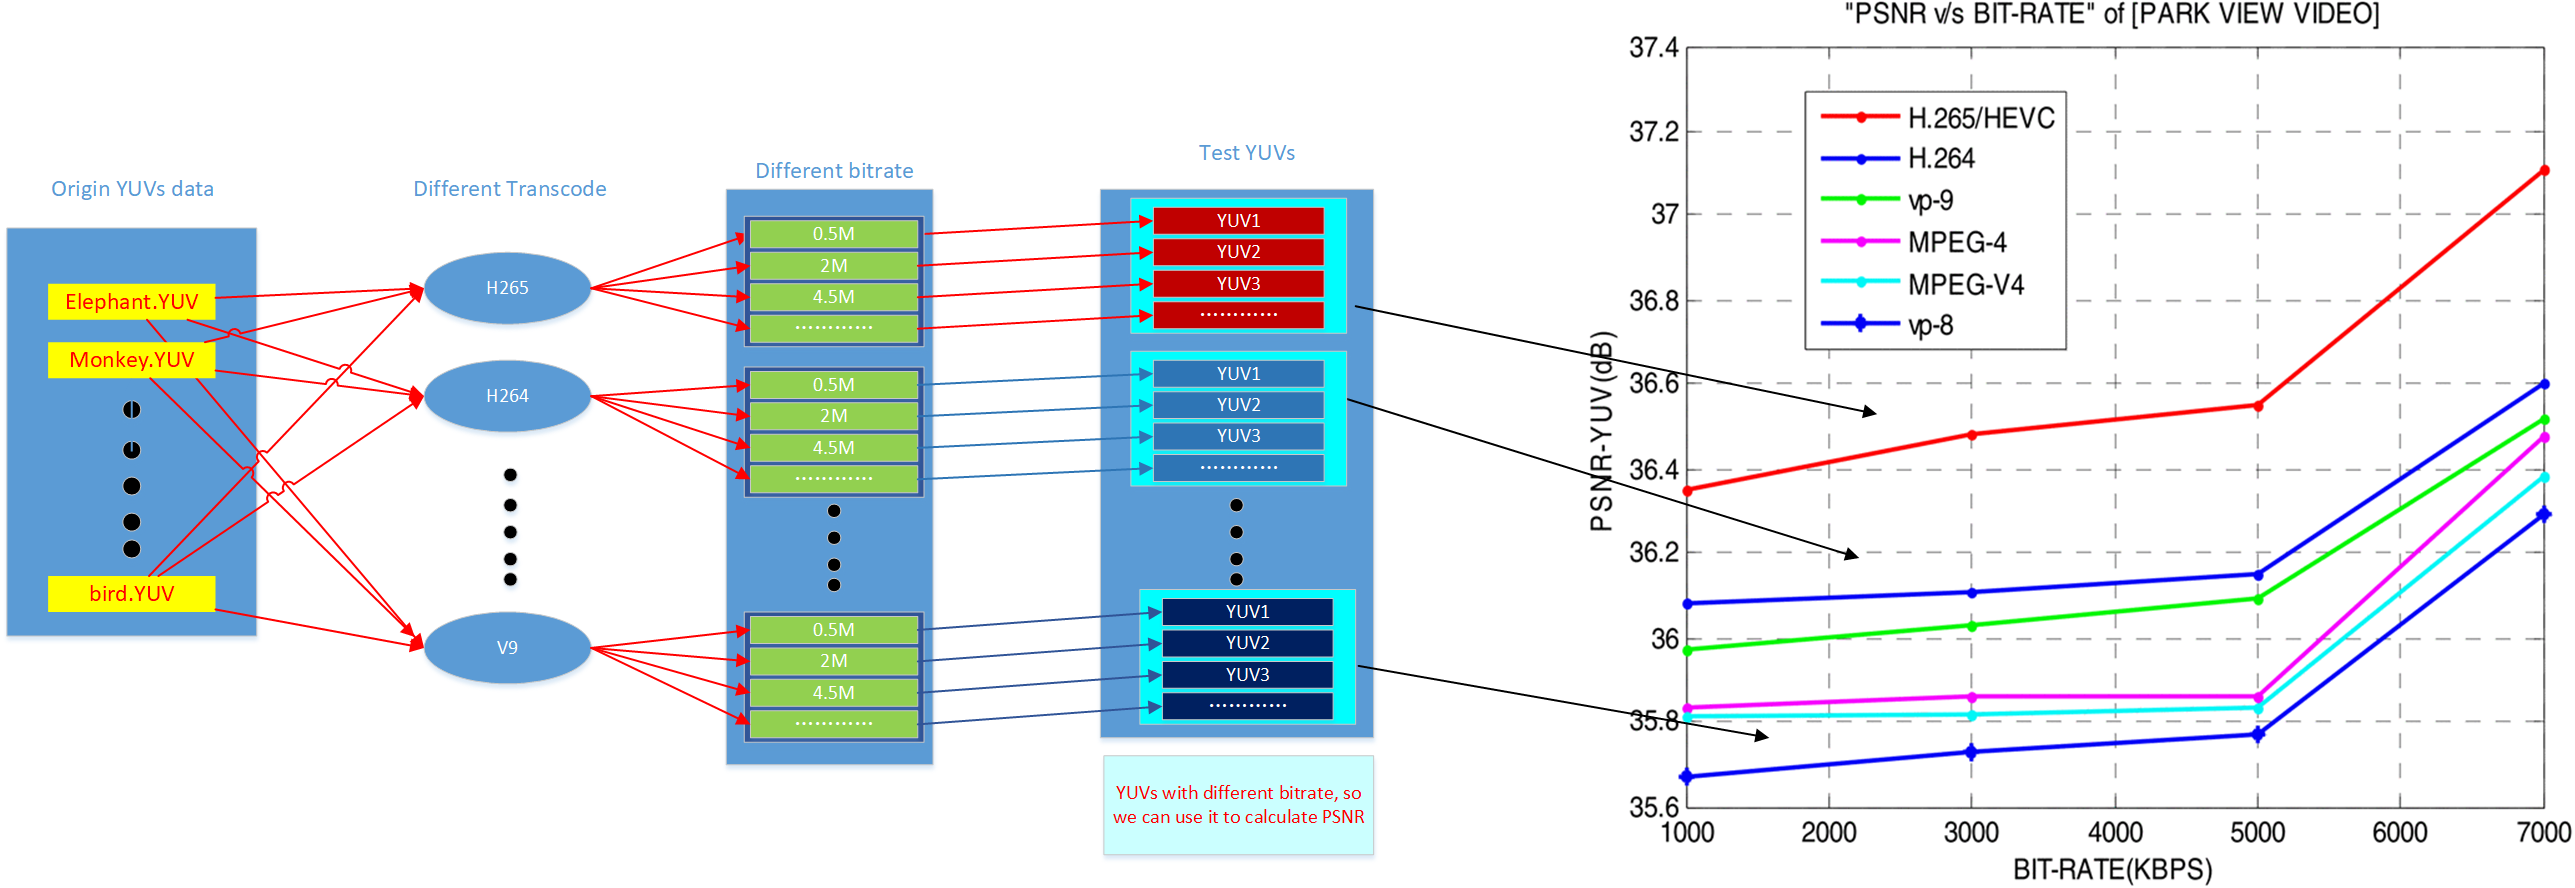 Origin YUVs data
Elephant.YUV
Monkey.YUV
bird.YUV
Different Transcode
H265
H264
V9
Different bitrate
0.5M
2M
4.5M
............
0.5M
2M
4.5M
............
0.5M
2M
4.5M
............
Test YUVs
YUV1
YUV2
YUV3
............
YUV1
YUV2
YUV3
............
YUV1
YUV2
YUV3
............
YUVs with different bitrate, so
we can use it to calculate PSNR
"PSNR v/s BIT-RATE" of [PARK VIEW VIDEO]
PSNR-YUV(dB)
37.4
37.2
37
36.8
36.6
36.4
36.2
36
35.8
35.6
H.265/HEVC
H.264
vp-9
MPEG-4
MPEG-V4
vp-8
1000 2000 3000 4000 5000 6000 7000
BIT-RATE(KBPS)